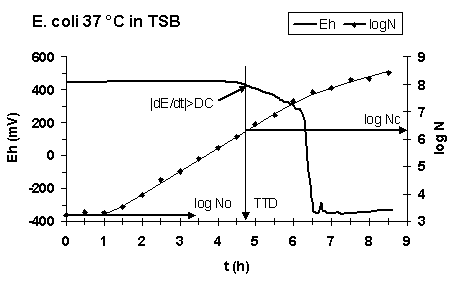 E. coli 37 °C in TSB
Eh logN
600 9
400 8
200 7
0 6
-200 5
-400 4
3
Eh (mV)
log N
|dE/dt|>DC
log Nc
log No
TTD
0 1 2 3 4 5 6 7 8 9
t (h)